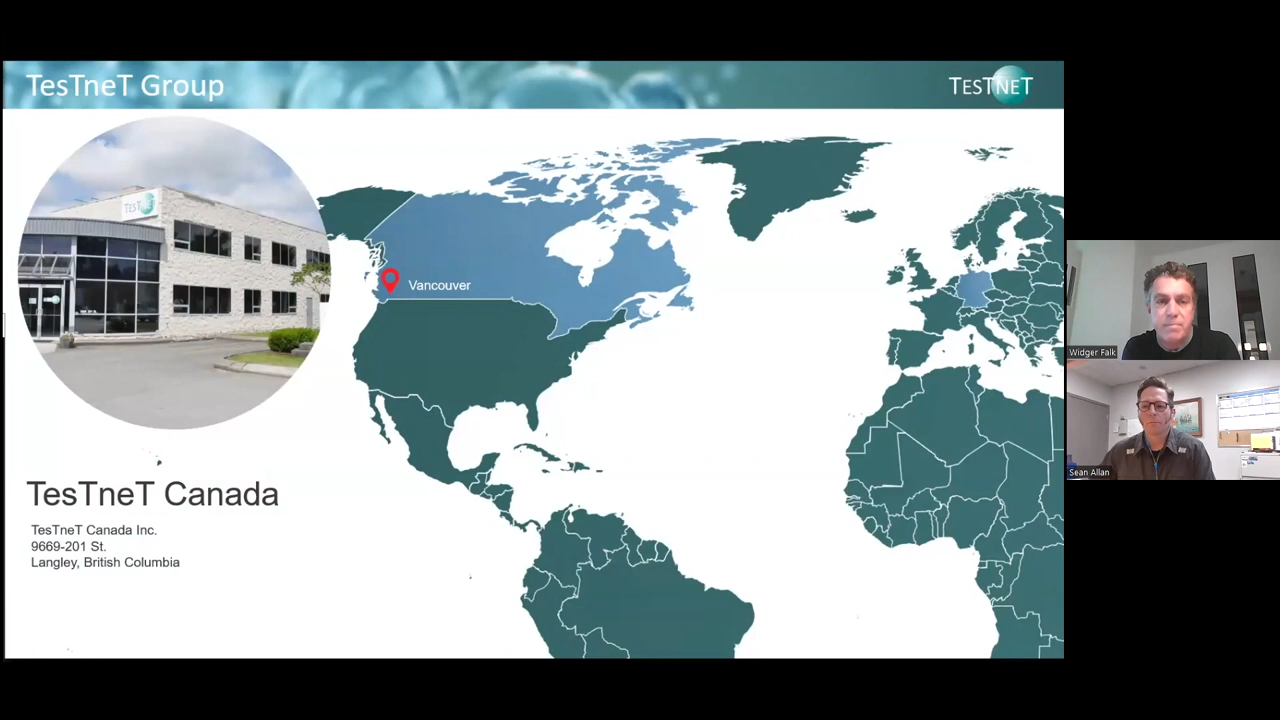 TesTneT Group
TESTNET
TESTNET
Vancouver
TesTneT Canada
TesTneT Canada Inc.
9669-201 St.
Langley, British Columbia
Widger Falk
Sean Allan